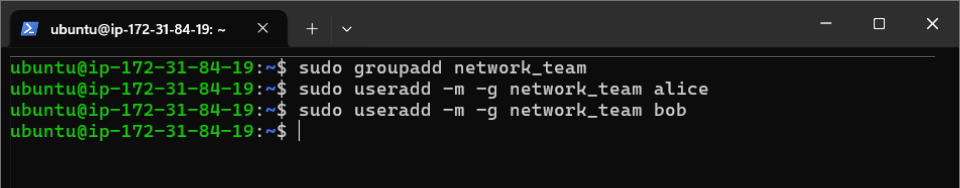 ubuntu@ip-172-31-84-19: ~
ubuntu@ip-172-31-84-19:~$ sudo groupadd network_team
ubuntu@ip-172-31-84-19:~$ sudo useradd -m -g network_team alice
ubuntu@ip-172-31-84-19:~$ sudo useradd -m -g network_team bob
ubuntu@ip-172-31-84-19:~$